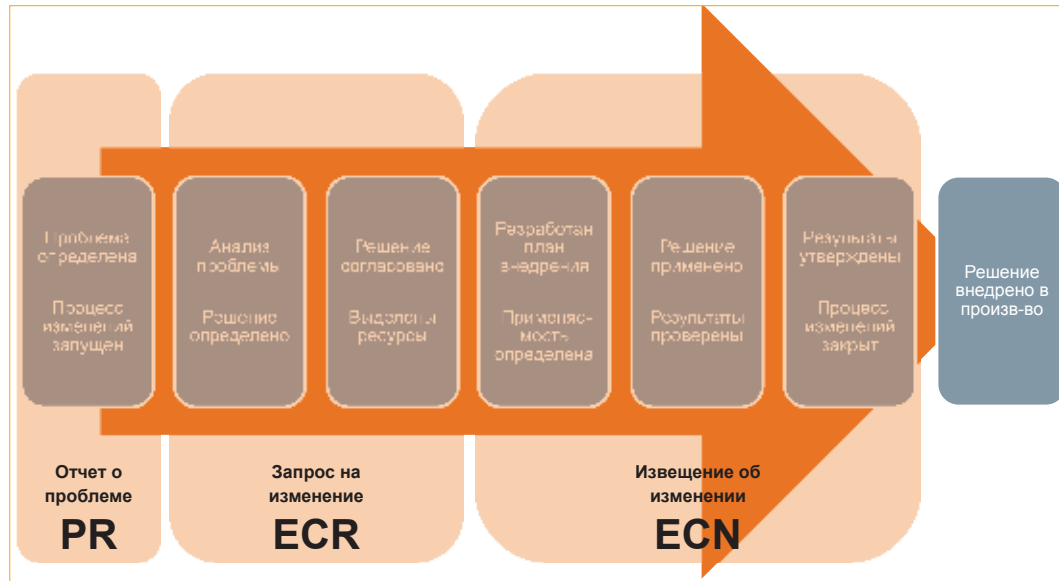 Проблема
определена
Процесс
изменений
запущен
Анализ
проблемы
Решение
определено
Решение
согласовано
Выделены
ресурсы
Разработан
план
внедрения
Применяе-
мость
определена
Решение
применено
Результаты
проверены
Результаты
утверждены
Процесс
изменений
закрыт
Решение
внедрено в
произв-во
Отчет о
проблеме
PR
Запрос на
изменение
ECR
Извещение об
изменении
ECN